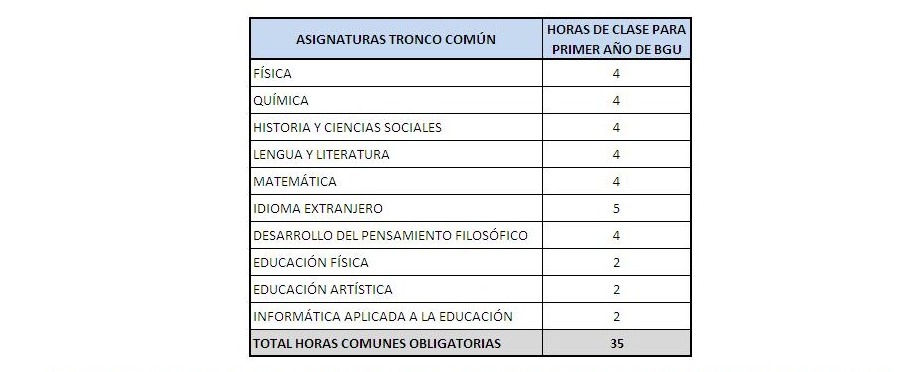 ASIGNATURAS TRONCO COMÚN
HORAS DE CLASE PARA
PRIMER AÑO DE BGU
FÍSICA 4
QUÍMICA 4
HISTORIA Y CIENCIAS SOCIALES 4
LENGUA Y LITERATURA 4
MATEMÁTICA 4
IDIOMA EXTRANJERO 5
DESARROLLO DEL PENSAMIENTO FILOSÓFICO 4
EDUCACIÓN FÍSICA 2
EDUCACIÓN ARTÍSTICA 2
INFORMÁTICA APLICADA A LA EDUCACIÓN 2
TOTAL HORAS COMUNES OBLIGATORIAS 35